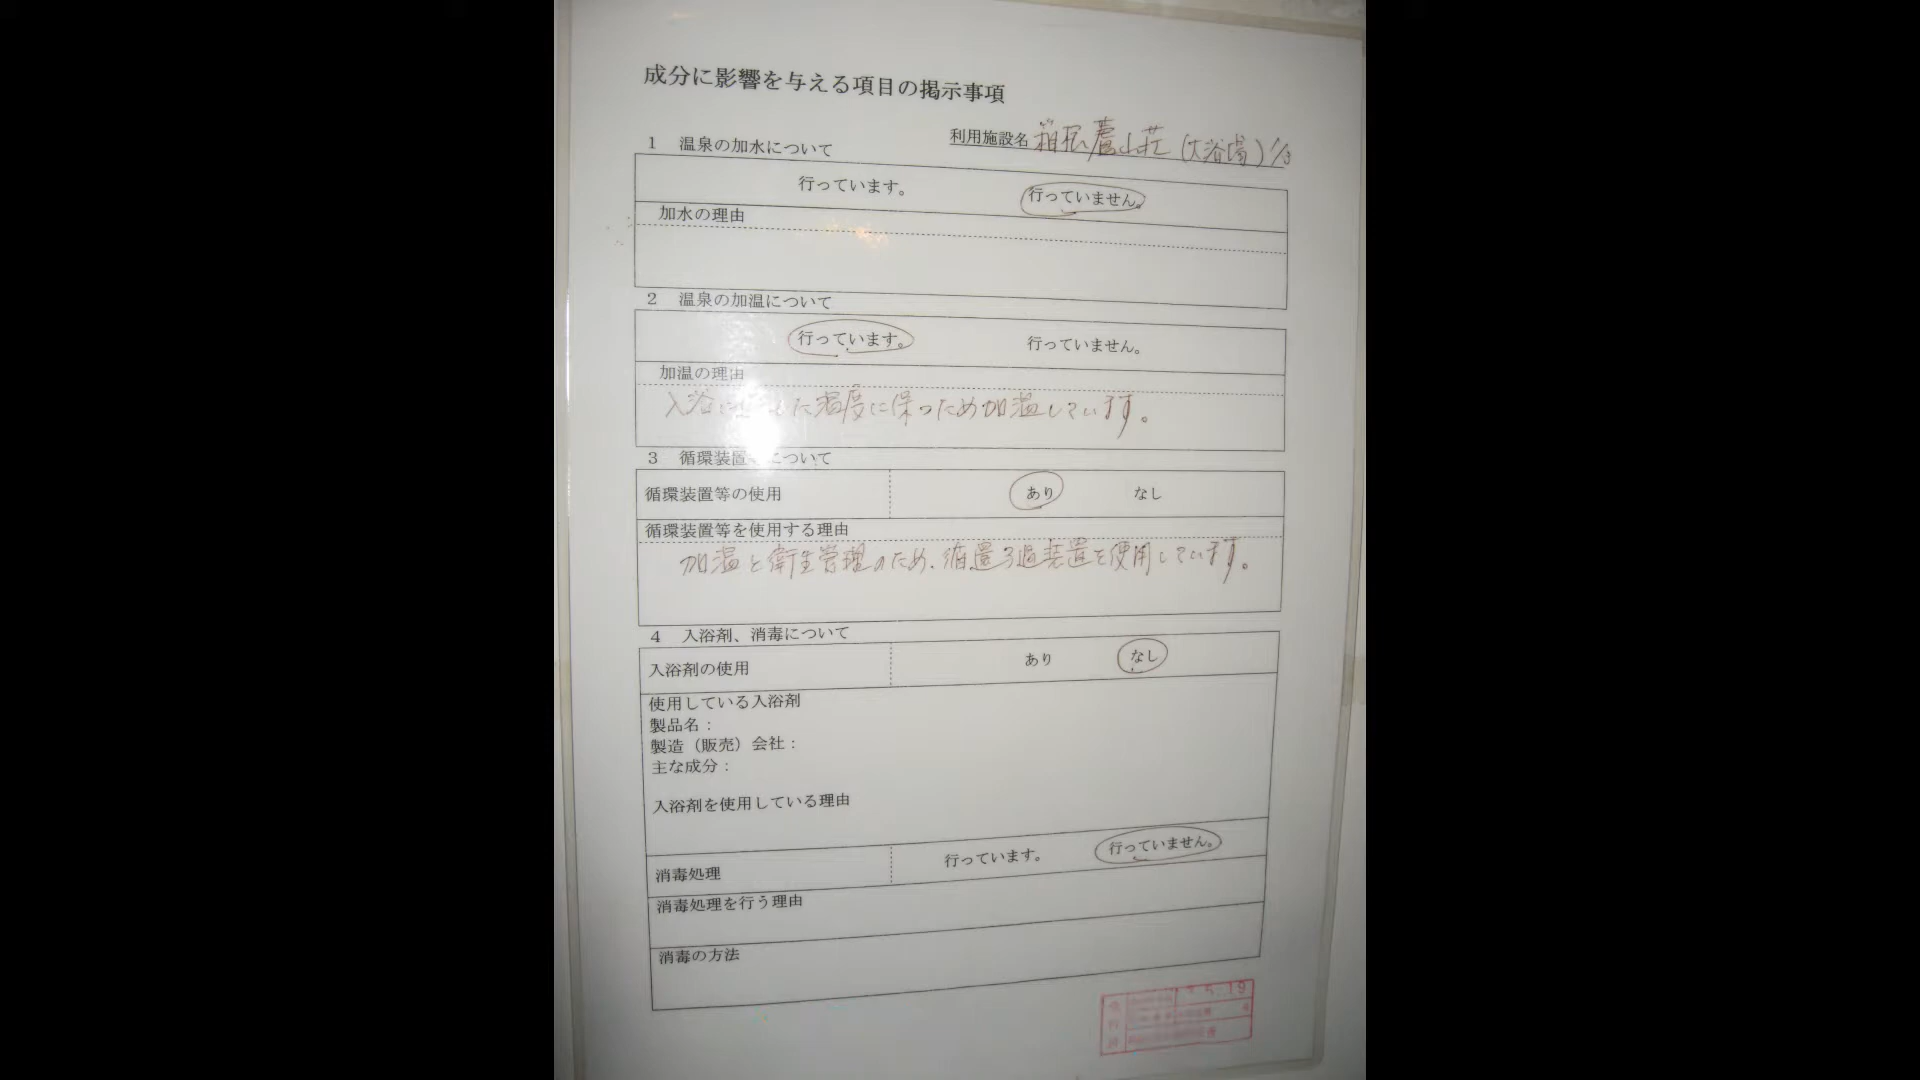 成分に影響を与える項目の掲示事項
利用施設名 箱根蘆山荘(大浴場)1/3
1 温泉の加水について
行っています。 行っていません。
加水の理由
2 温泉の加温について
行っています。 行っていません。
加温の理由
入浴に した温度に保つため加温しています。
3 循環装置 について
循環装置等の使用 あり なし
循環装置等を使用する理由
加温と衛生管理のため、循還ろ過装置を使用しています。
4 入浴剤、消毒について
入浴剤の使用 あり なし
使用している入浴剤
製品名:
製造(販売)会社:
主な成分:
入浴剤を使用している理由
消毒処理 行っています。 行っていません。
消毒処理を行う理由
消毒の方法